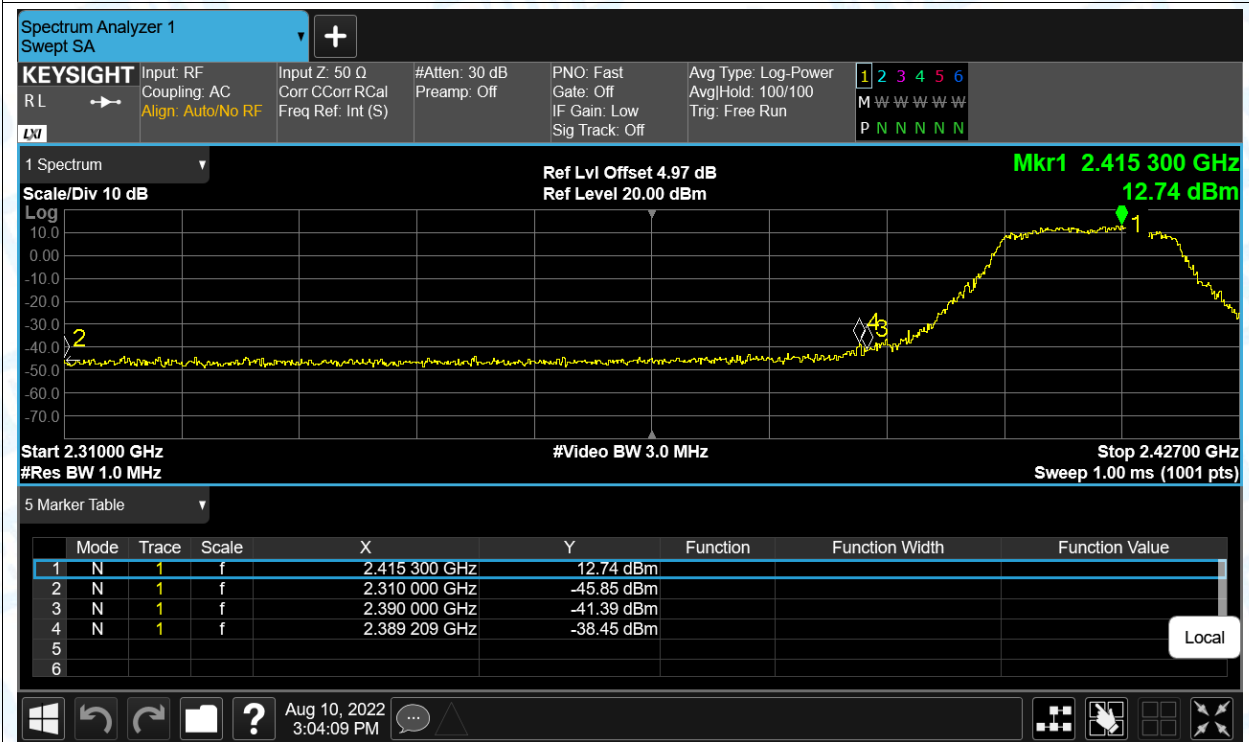 Spectrum Analyzer 1
Swept SA
KEYSIGHT Input: RF Input Z: 50 Ω #Atten: 30 dB PNO: Fast Avg Type: Log-Power 1 2 3 4 5 6
R L Coupling: AC Corr CCorr RCal Preamp: Off Gate: Off Avg|Hold: 100/100 M W W W W W W
Align: Auto/No RF Freq Ref: Int (S) IF Gain: Low Trig: Free Run
LXI Sig Track: Off P N N N N N
1 Spectrum
Ref Lvl Offset 4.97 dB Mkr1 2.415 300 GHz
Scale/Div 10 dB Ref Level 20.00 dBm 12.74 dBm
Log
10.0
0.00
-10.0
-20.0
-30.0
-40.0
-50.0
-60.0
-70.0
1
2
4
3
Start 2.31000 GHz #Video BW 3.0 MHz Stop 2.42700 GHz
#Res BW 1.0 MHz Sweep 1.00 ms (1001 pts)
5 Marker Table
Mode Trace Scale X Y Function Function Width Function Value
1 N 1 f 2.415 300 GHz 12.74 dBm
2 N 1 f 2.310 000 GHz -45.85 dBm
3 N 1 f 2.390 000 GHz -41.39 dBm
4 N 1 f 2.389 209 GHz -38.45 dBm
5
6
Local
? Aug 10, 2022
3:04:09 PM